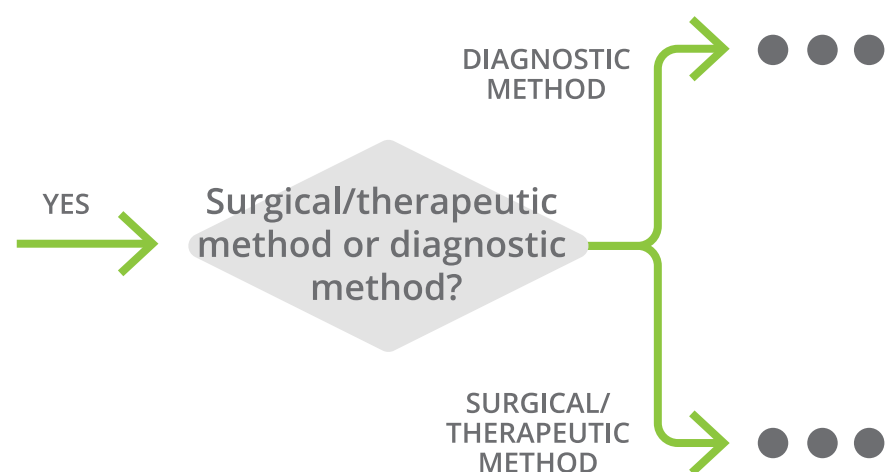 DIAGNOSTIC
METHOD
YES
Surgical/therapeutic
method or diagnostic
method?
SURGICAL/
THERAPEUTIC
METHOD